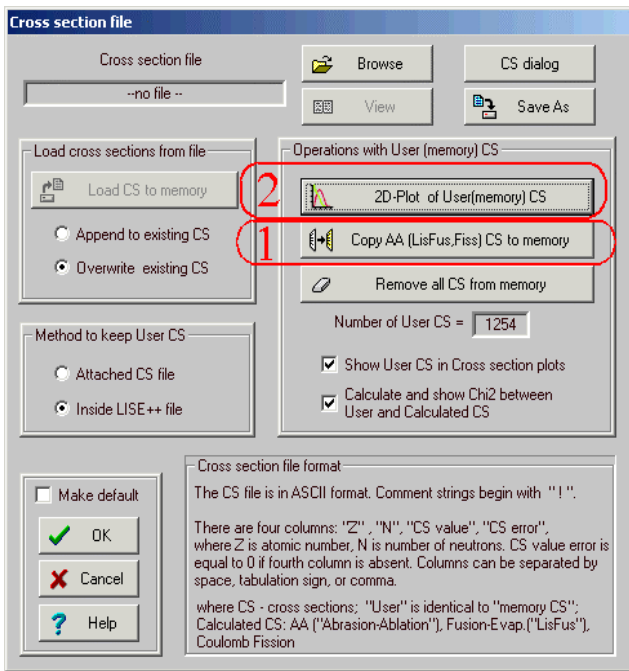 Cross section file
Cross section file
--no file --
Browse
CS dialog
View
Save As
Load cross sections from file
Load CS to memory
Append to existing CS
Overwrite existing CS
Method to keep User CS
Attached CS file
Inside LISE++ file
Operations with User (memory) CS
2
2D-Plot of User(memory) CS
1
Copy AA (LisFus,Fiss) CS to memory
Remove all CS from memory
Number of User CS = 1254
Show User CS in Cross section plots
Calculate and show Chi2 between
User and Calculated CS
Make default
OK
Cancel
Help
Cross section file format
The CS file is in ASCII format. Comment strings begin with "!".
There are four columns: "Z" , "N", "CS value", "CS error",
where Z is atomic number, N is number of neutrons. CS value error is
equal to 0 if fourth column is absent. Columns can be separated by
space, tabulation sign, or comma.
where CS - cross sections; "User" is identical to "memory CS";
Calculated CS: AA ("Abrasion-Ablation"), Fusion-Evap.("LisFus"),
Coulomb Fission